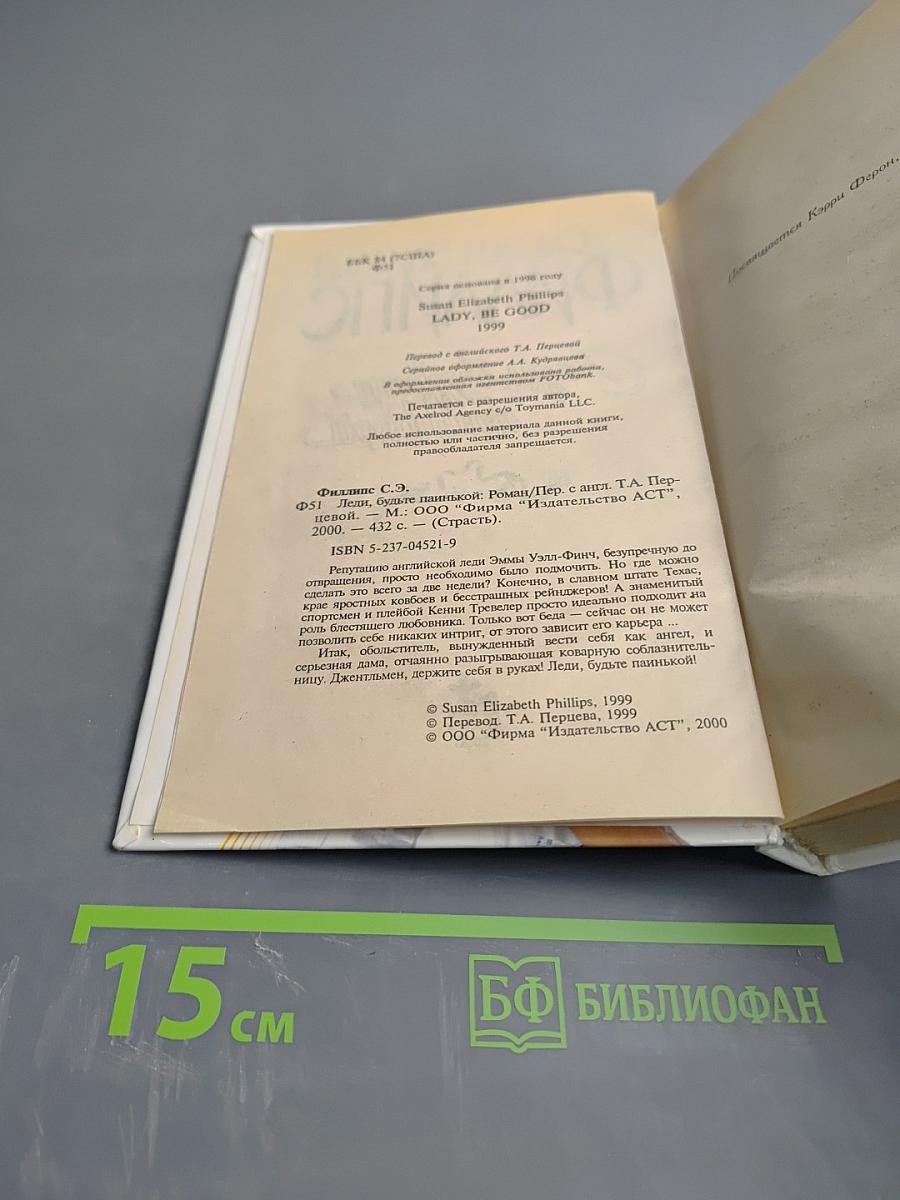 ББК 84 (7США)
Ф51
Серия основана в 1996 году
Susan Elizabeth Phillips
LADY, BE GOOD
1999
Перевод с английского Т.А. Перцевой
Серийное оформление А.А. Кудрявцева
В оформлении обложки использована работа,
предоставленная агентством FOTObank.
Печатается с разрешения автора,
The Axelrod Agency c/o Toymania LLC.
Любое использование материала данной книги,
полностью или частично, без разрешения
правообладателя запрещается.
Филлипс С.Э.
Ф51 Леди, будьте паинькой: Роман/Пер. с англ. Т.А. Пер-
цевой. — М.: ООО "Фирма "Издательство АСТ",
2000. — 432 с. — (Страсть).
ISBN 5-237-04521-9
Репутацию английской леди Эммы Уэлл-Финч, безупречную до
отвращения, просто необходимо было подмочить. Но где можно
сделать это всего за две недели? Конечно, в славном штате Техас,
крае яростных ковбоев и бесстрашных рейнджеров! А знаменитый
спортсмен и плейбой Кенни Тревелер просто идеально подходит на
роль блестящего любовника. Только вот беда — сейчас он не может
позволить себе никаких интриг, от этого зависит его карьера ...
Итак, обольститель, вынужденный вести себя как ангел, и
серьезная дама, отчаянно разыгрывающая коварную соблазнитель-
ницу. Джентльмен, держите себя в руках! Леди, будьте паинькой!
© Susan Elizabeth Phillips, 1999
© Перевод. Т.А. Перцева, 1999
© ООО "Фирма "Издательство АСТ", 2000
Посвящается Кэрри Ферон,
15 см
БФ БИБЛИОФАН